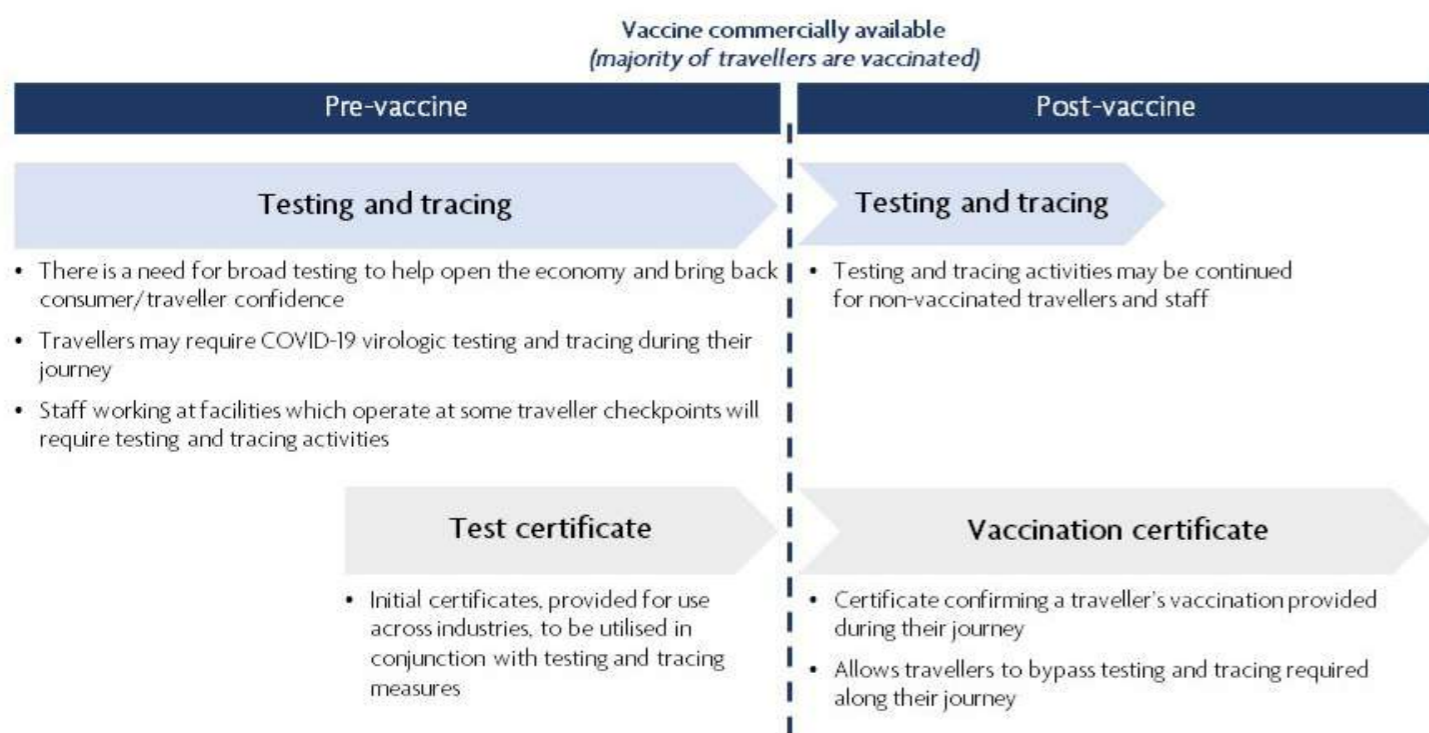 Vaccine commercially available
(majority of travellers are vaccinated)
Pre-vaccine
Post-vaccine
Testing and tracing
• There is a need for broad testing to help open the economy and bring back
consumer/traveller confidence
• Travellers may require COVID-19 virologic testing and tracing during their
journey
• Staff working at facilities which operate at some traveller checkpoints will
require testing and tracing activities
Testing and tracing
• Testing and tracing activities may be continued
for non-vaccinated travellers and staff
Test certificate
• Initial certificates, provided for use
across industries, to be utilised in
conjunction with testing and tracing
measures
Vaccination certificate
• Certificate confirming a traveller's vaccination provided
during their journey
• Allows travellers to bypass testing and tracing required
along their journey